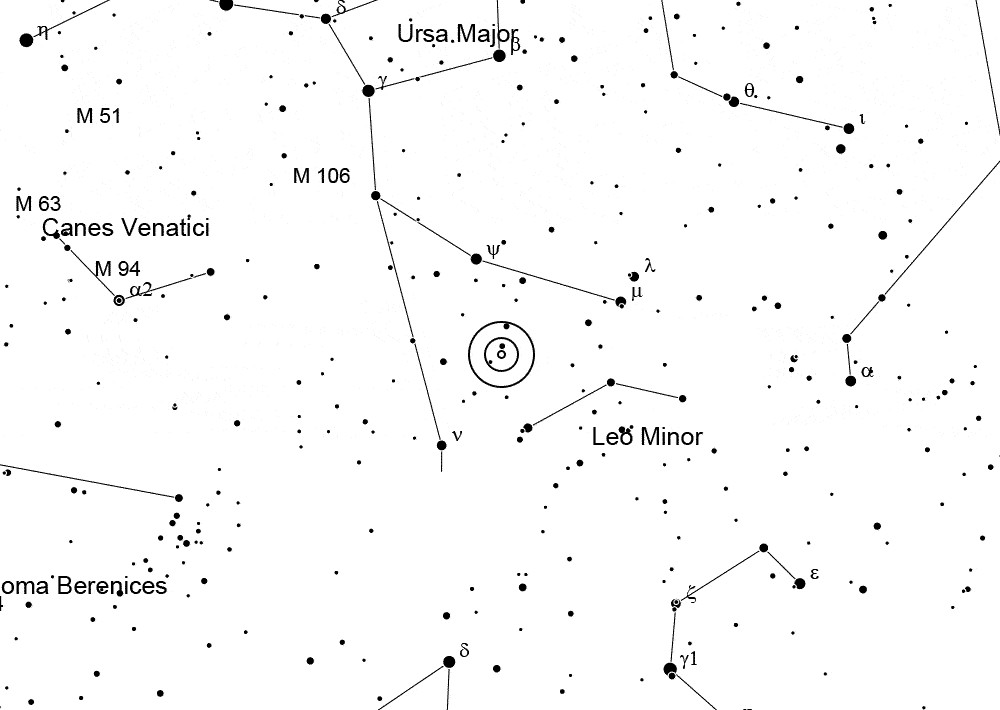 δ
η
Ursa Major
β
γ
θ
ι
M 51
M 106
M 63
Canes Venatici
ψ
λ
M 94
α2
μ
α
ν
Leo Minor
ε
oma Berenices
ζ
δ
γ1